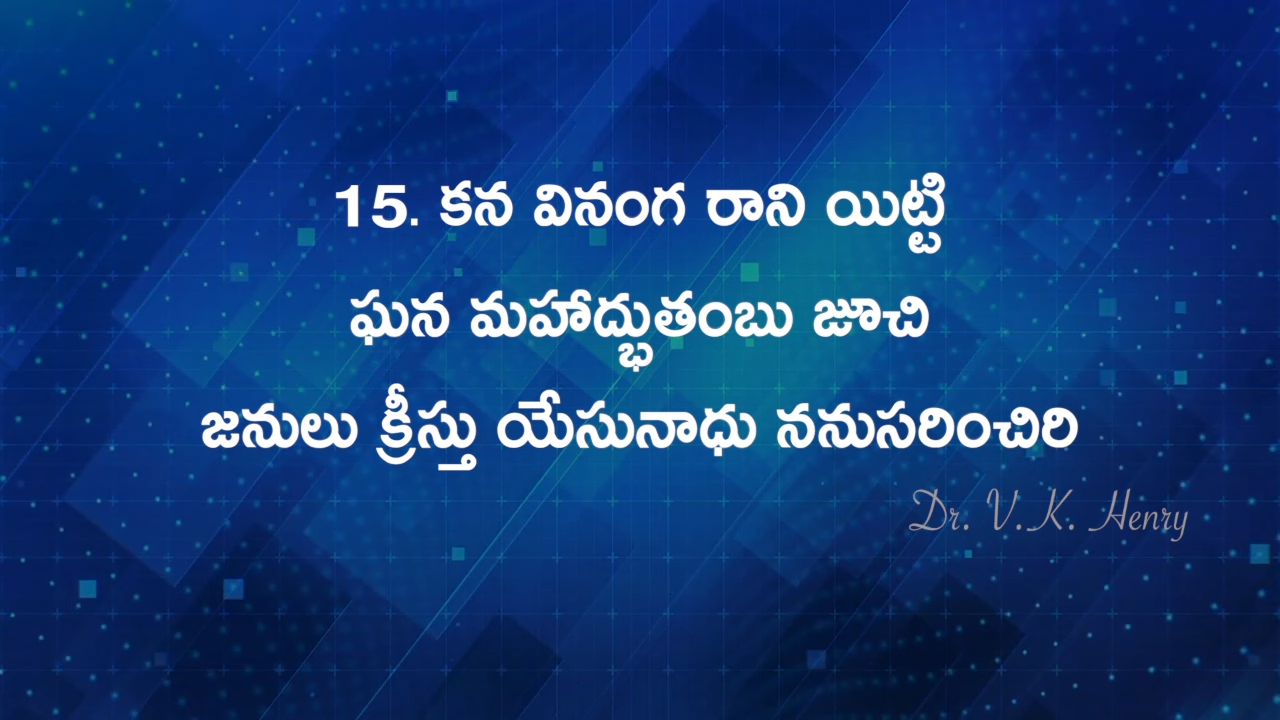 15. కన వినంగ రాని యిట్టి
ఘన మహాద్భుతంబు జూచి
జనులు క్రీస్తు యేసునాధు ననుసరించిరి
Dr. V. K. Henry